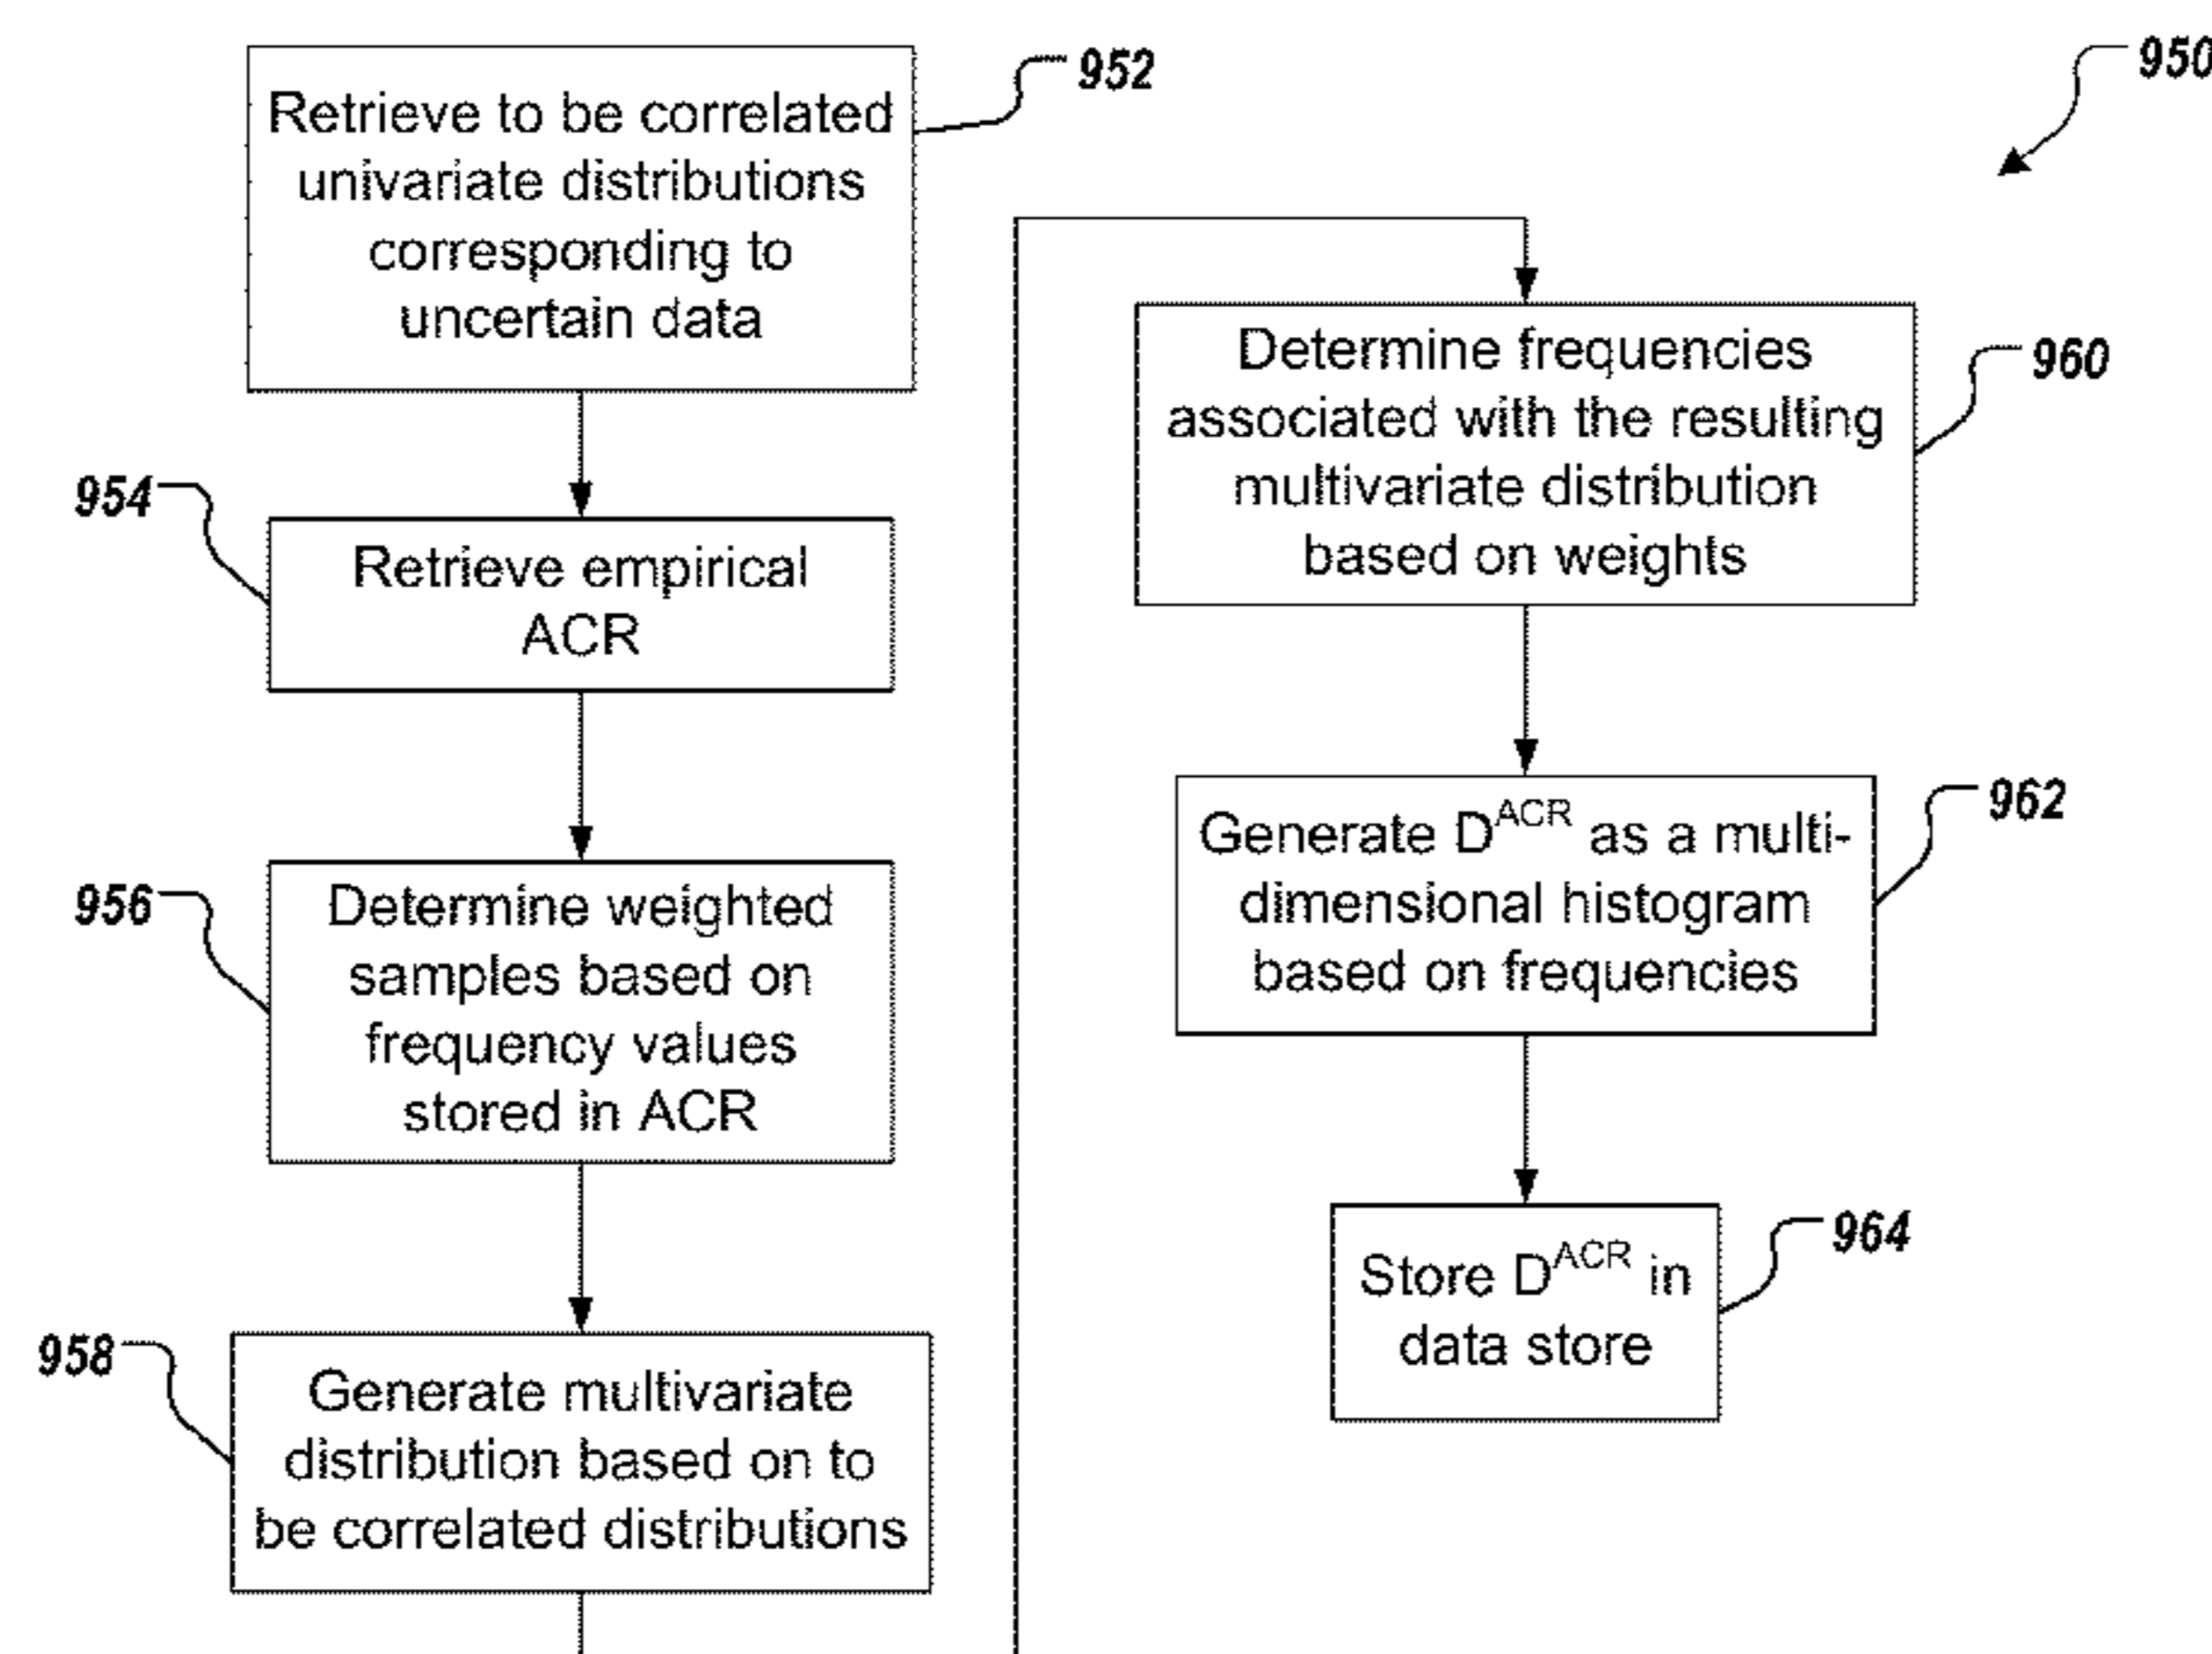 950
952
Retrieve to be correlated
univariate distributions
corresponding to
uncertain data
954
Retrieve empirical
ACR
956
Determine weighted
samples based on
frequency values
stored in ACR
958
Generate multivariate
distribution based on to
be correlated distributions
960
Determine frequencies
associated with the resulting
multivariate distribution
based on weights
962
Generate D^ACR as a multi-
dimensional histogram
based on frequencies
964
Store D^ACR in
data store